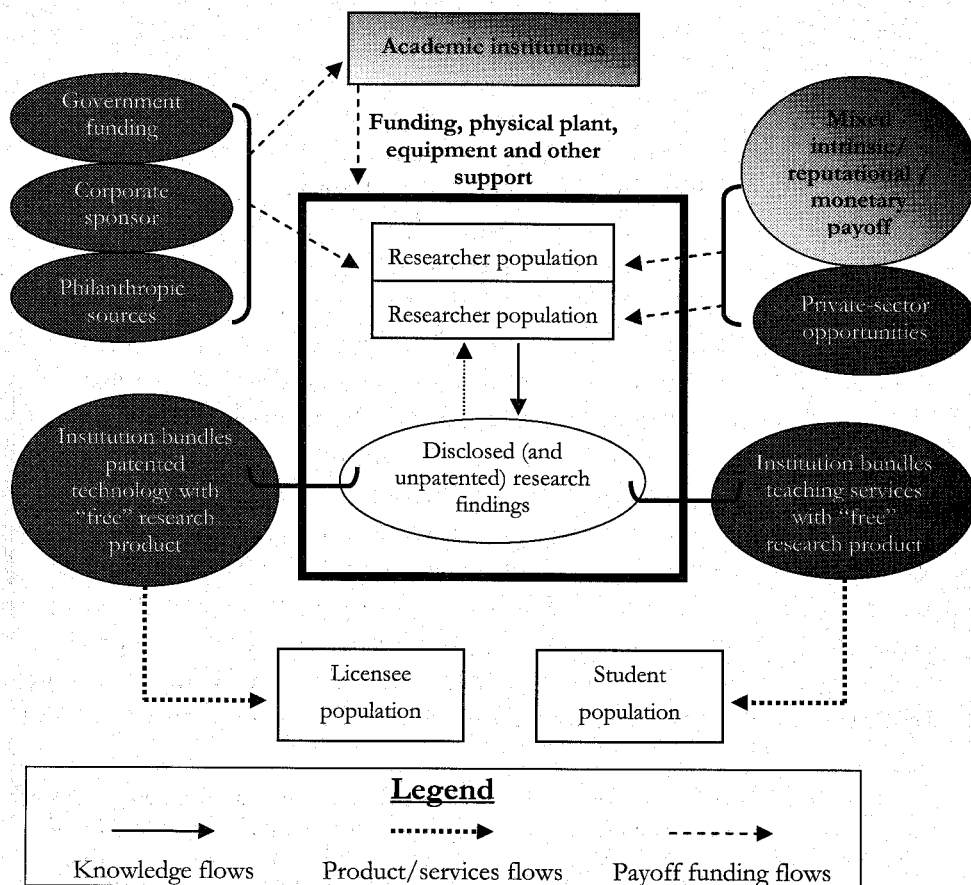 Academic institutions
Government
funding
Corporate
sponsor
Philanthropic
sources
Funding, physical plant,
equipment and other
support
Mixed
intrinsic/
reputational /
monetary
payoff
Private-sector
opportunities
Researcher population
Researcher population
Institution bundles
patented
technology with
“free” research
product
Disclosed (and
unpatented) research
findings
Institution bundles
teaching services
with “free”
research product
Licensee
population
Student
population
Legend
Knowledge flows
Product/services flows
Payoff funding flows